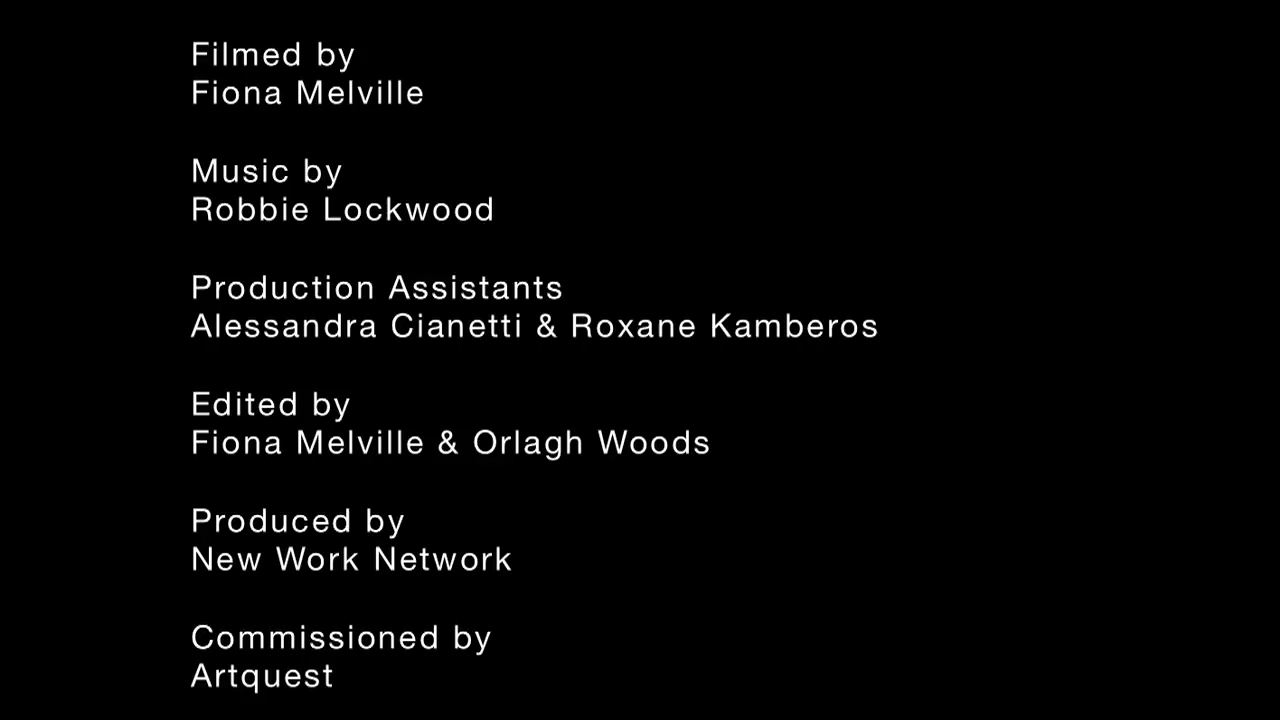 Filmed by
Fiona Melville
Music by
Robbie Lockwood
Production Assistants
Alessandra Cianetti & Roxane Kamberos
Edited by
Fiona Melville & Orlagh Woods
Produced by
New Work Network
Commissioned by
Artquest